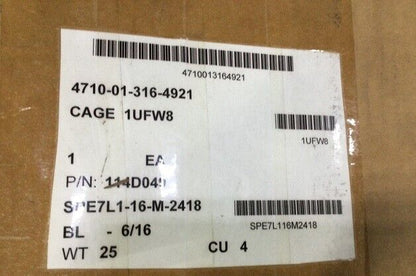 4710013164921
4710-01-316-4921
CAGE 1UFW8
1UFW8
1 EA
P/N: 114D049
SPE7L1-16-M-2418
SPE7L116M2418
BL - 6/16
WT 25 CU 4